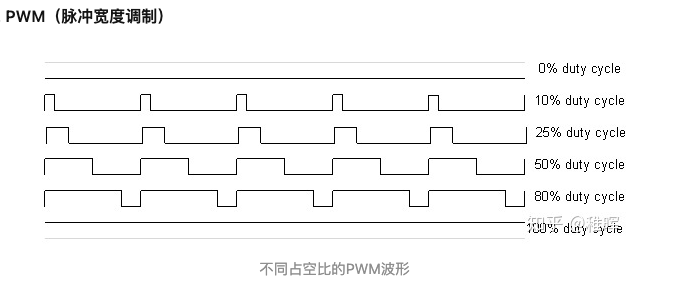 PWM（脉冲宽度调制）
0% duty cycle
10% duty cycle
25% duty cycle
50% duty cycle
80% duty cycle
知乎 @稚晖
100% duty cycle
不同占空比的PWM波形